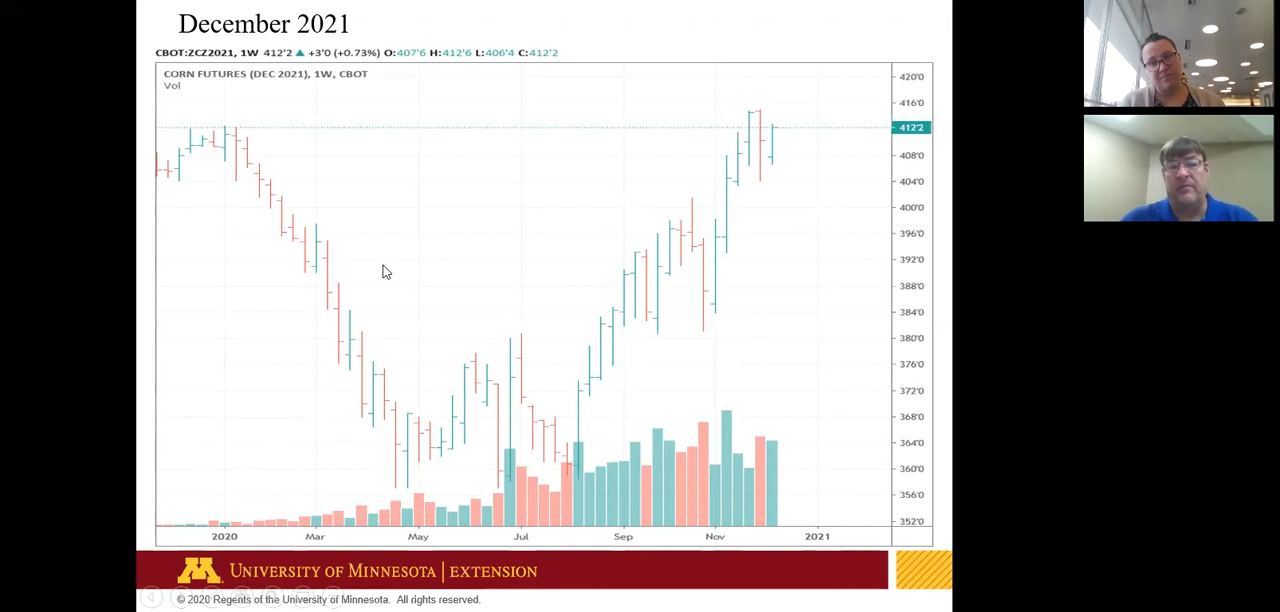 December 2021
CBOT:ZCZ2021, 1W 412'2 ▲ +3'0 (+0.73%) O:407'6 H:412'6 L:406'4 C:412'2
CORN FUTURES (DEC 2021), 1W, CBOT
Vol
420'0
416'0
412'2
408'0
404'0
400'0
396'0
392'0
388'0
384'0
380'0
376'0
372'0
368'0
364'0
360'0
356'0
352'0
2020 Mar May Jul Sep Nov 2021
M UNIVERSITY OF MINNESOTA | EXTENSION
© 2020 Regents of the University of Minnesota. All rights reserved.